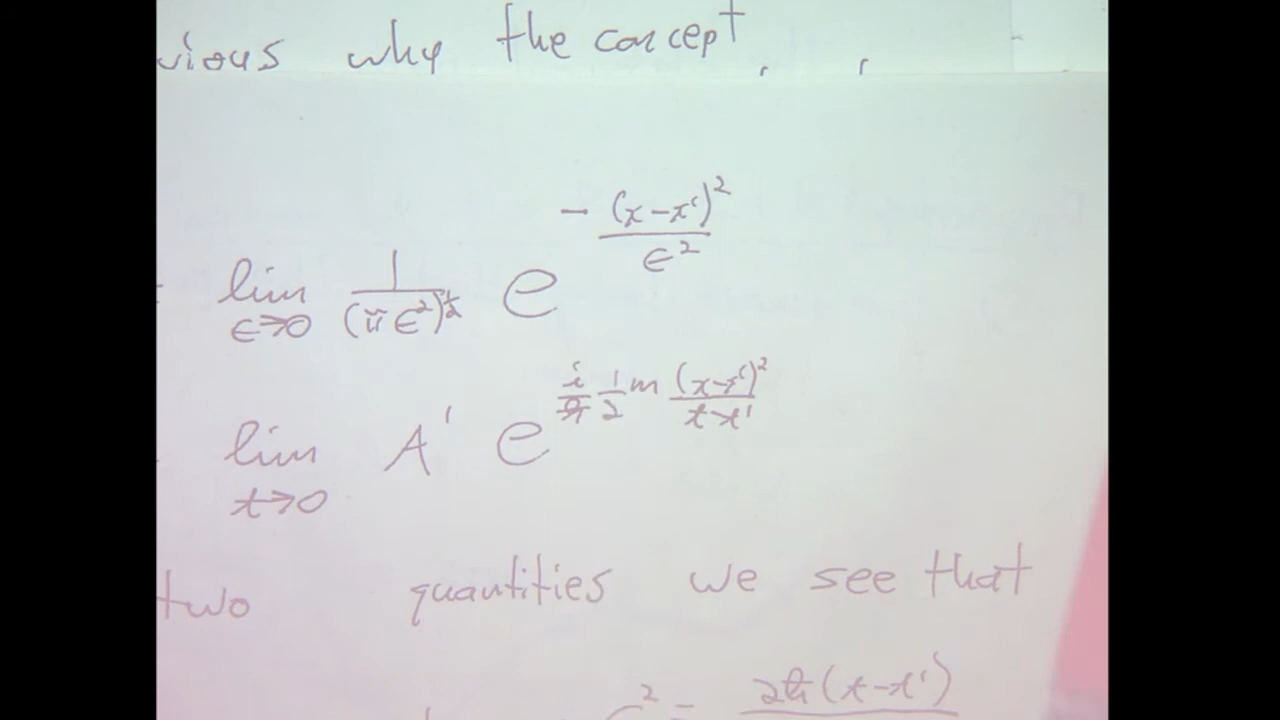 vious why the concept
lim ε→0 1/(π ε²)^½ e^{- (x-x')²/ε²}
lim t→0 A' e^{i/ħ 1/2 m (x-x')²/t-t'}
two quantities we see that
² = 2ħ(t-t')